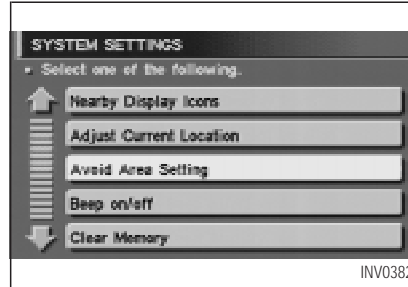 SYSTEM SETTINGS
Select one of the following.
Nearby Display Icons
Adjust Current Location
Avoid Area Setting
Beep on/off
Clear Memory
INV0382